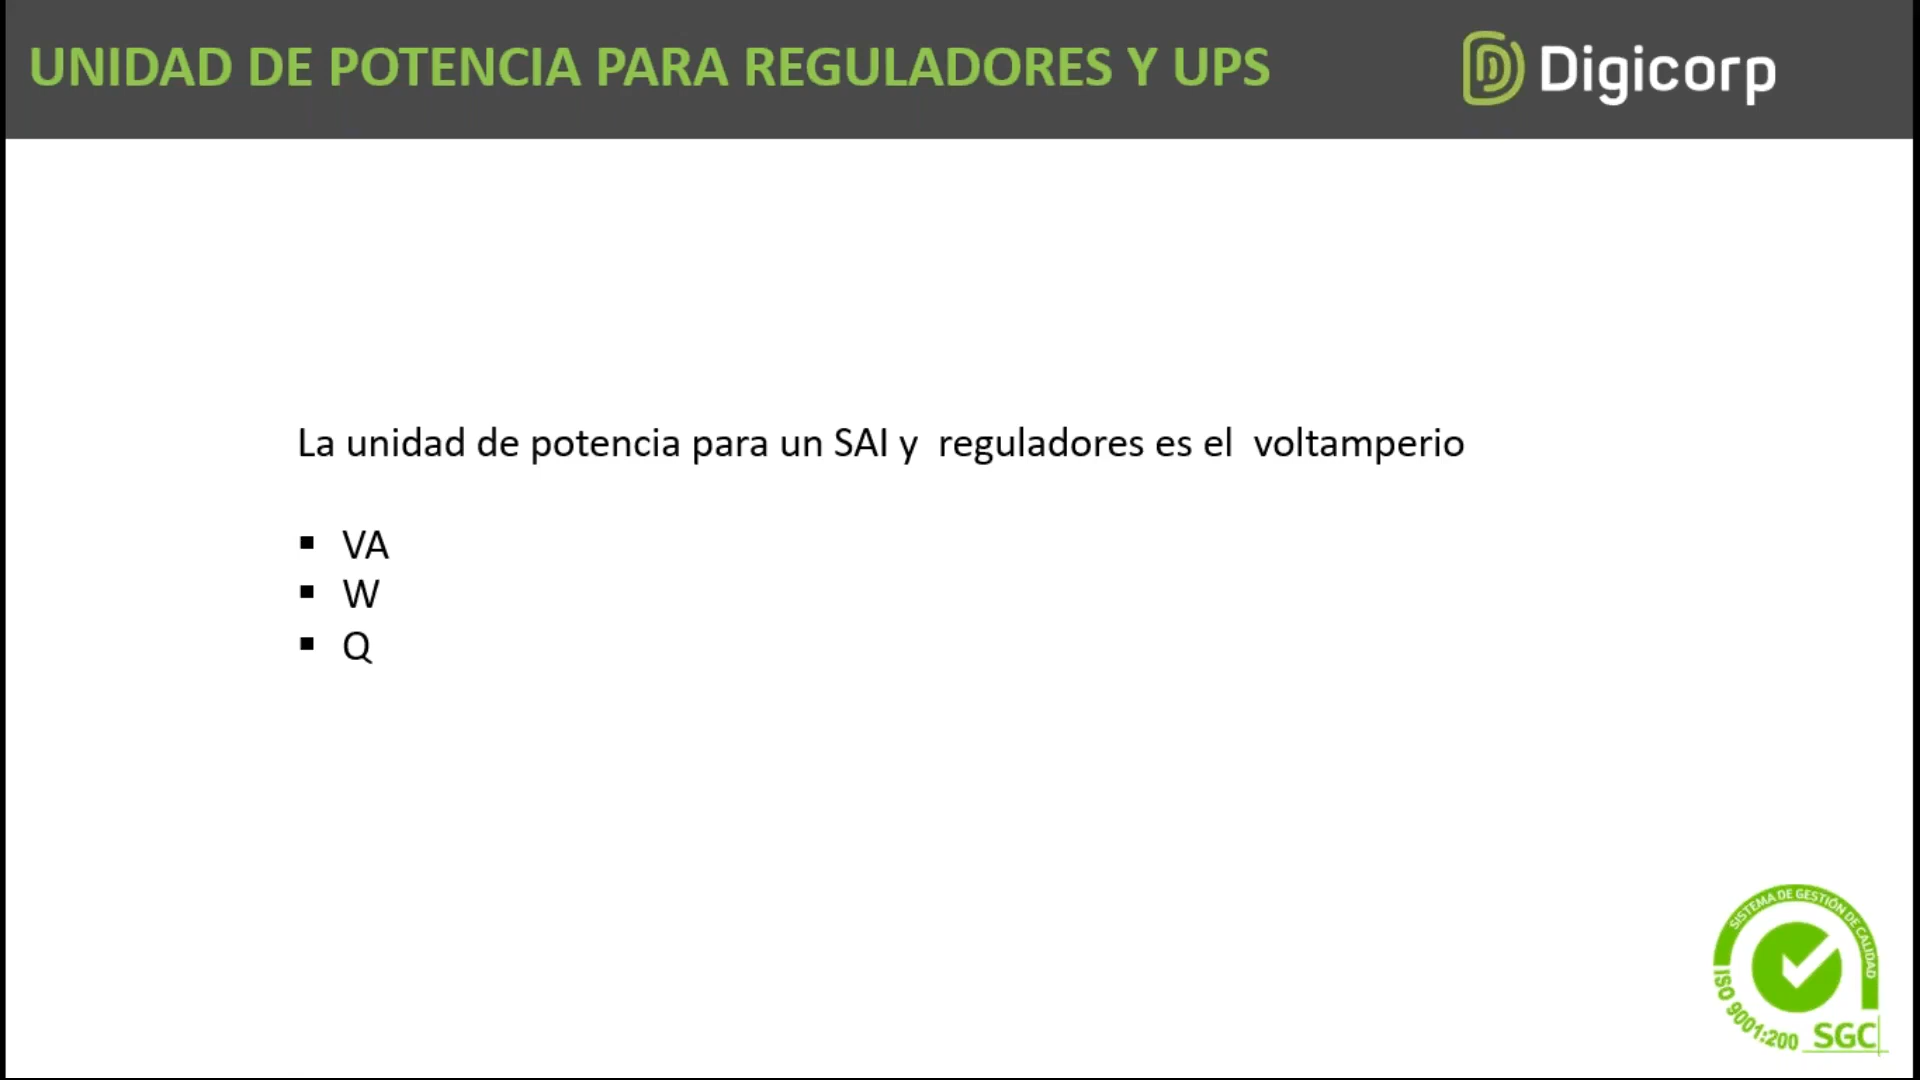 UNIDAD DE POTENCIA PARA REGULADORES Y UPS
Digicorp
La unidad de potencia para un SAI y reguladores es el voltamperio
▪ VA
▪ W
▪ Q
SISTEMA DE GESTIÓN DE CALIDAD
ISO 9001:200
SGC